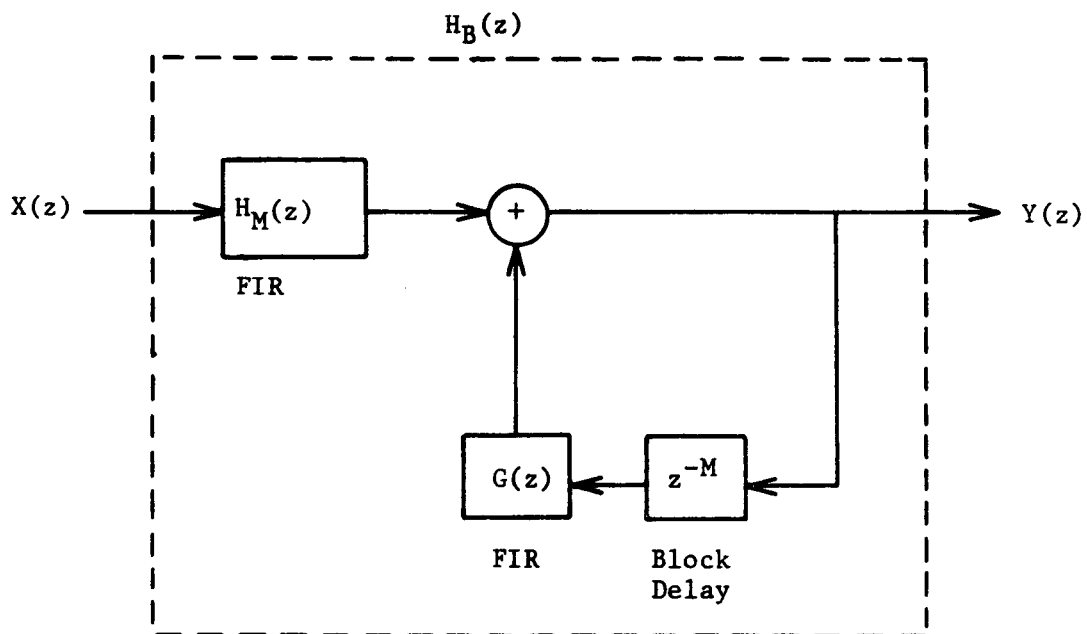 H_B(z)
X(z)
H_M(z)
+
Y(z)
FIR
G(z)
z^-M
FIR
Block
Delay